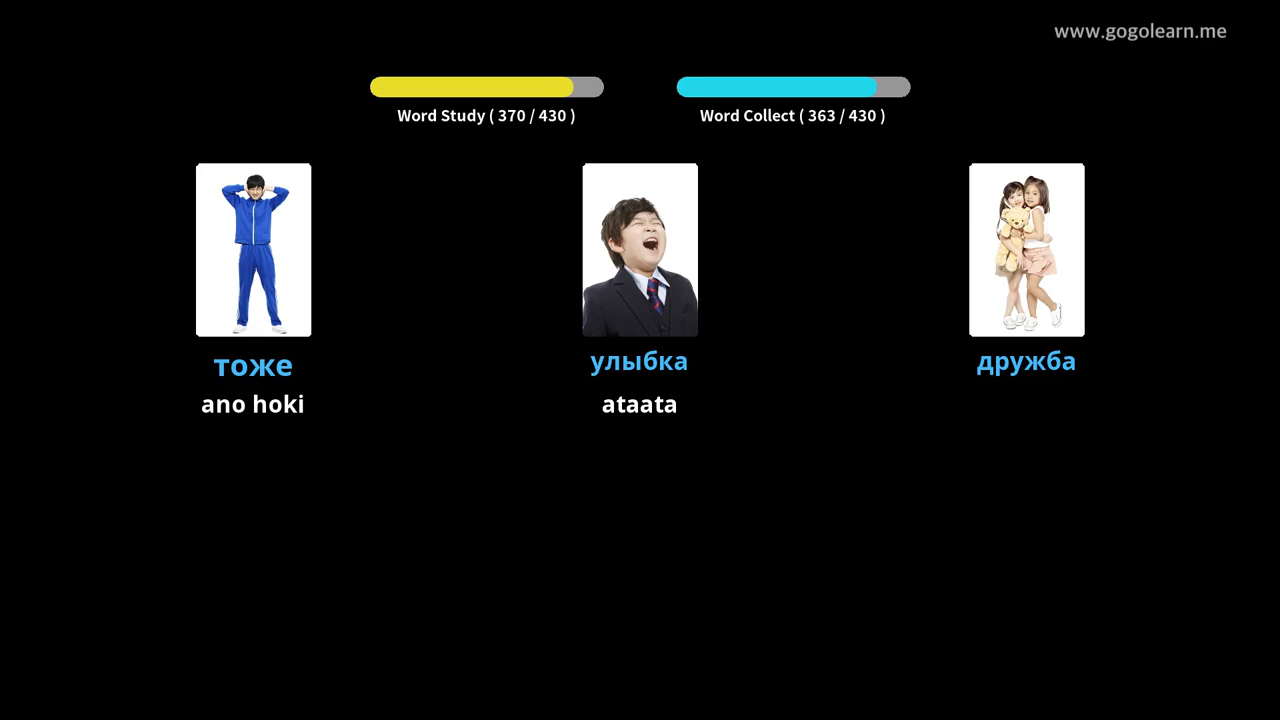 www.gogolearn.me
Word Study ( 370 / 430 )
Word Collect ( 363 / 430 )
тоже
улыбка
дружба
ano hoki
ataata